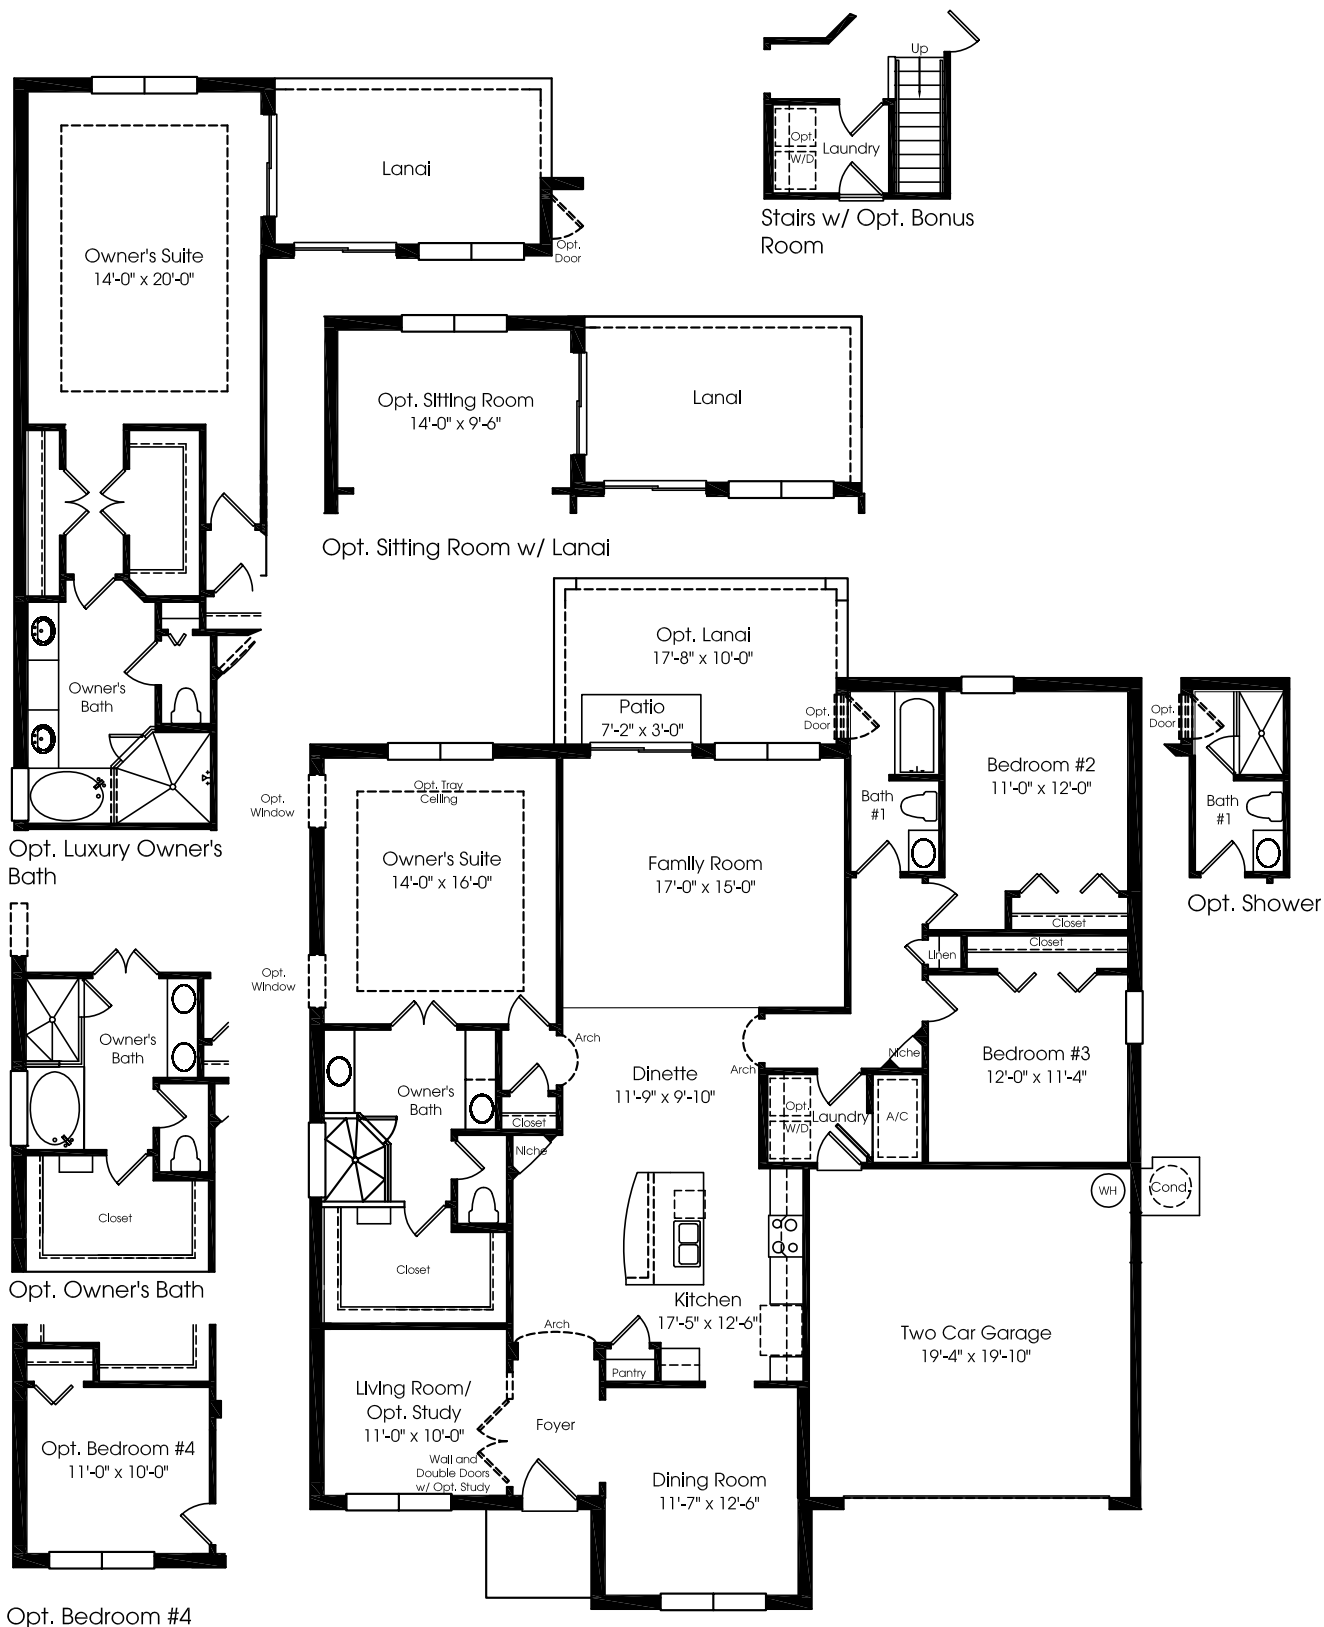 Up
Opt.
W/D
Laundry
Stairs w/ Opt. Bonus
Room
Lanai
Owner's Suite
14'-0" x 20'-0"
Opt.
Door
Opt. Sitting Room
14'-0" x 9'-6"
Lanai
Opt. Sitting Room w/ Lanai
Owner's
Bath
Opt. Luxury Owner's
Bath
Opt. Lanai
17'-8" x 10'-0"
Patio
7'-2" x 3'-0"
Opt.
Door
Opt.
Window
Opt. Tray
Ceiling
Owner's Suite
14'-0" x 16'-0"
Family Room
17'-0" x 15'-0"
Bath
#1
Bedroom #2
11'-0" x 12'-0"
Closet
Opt.
Door
Bath
#1
Opt. Shower
Linen
Closet
Opt.
Window
Arch
Arch
Niche
Bedroom #3
12'-0" x 11'-4"
Dinette
11'-9" x 9'-10"
Owner's
Bath
Closet
Niche
Opt.
W/D
Laundry
A/C
WH
Cond.
Owner's
Bath
Closet
Opt. Owner's Bath
Closet
Kitchen
17'-5" x 12'-6"
Arch
Pantry
Two Car Garage
19'-4" x 19'-10"
Living Room/
Opt. Study
11'-0" x 10'-0"
Wall and
Double Doors
w/ Opt. Study
Foyer
Dining Room
11'-7" x 12'-6"
Opt. Bedroom #4
11'-0" x 10'-0"
Opt. Bedroom #4